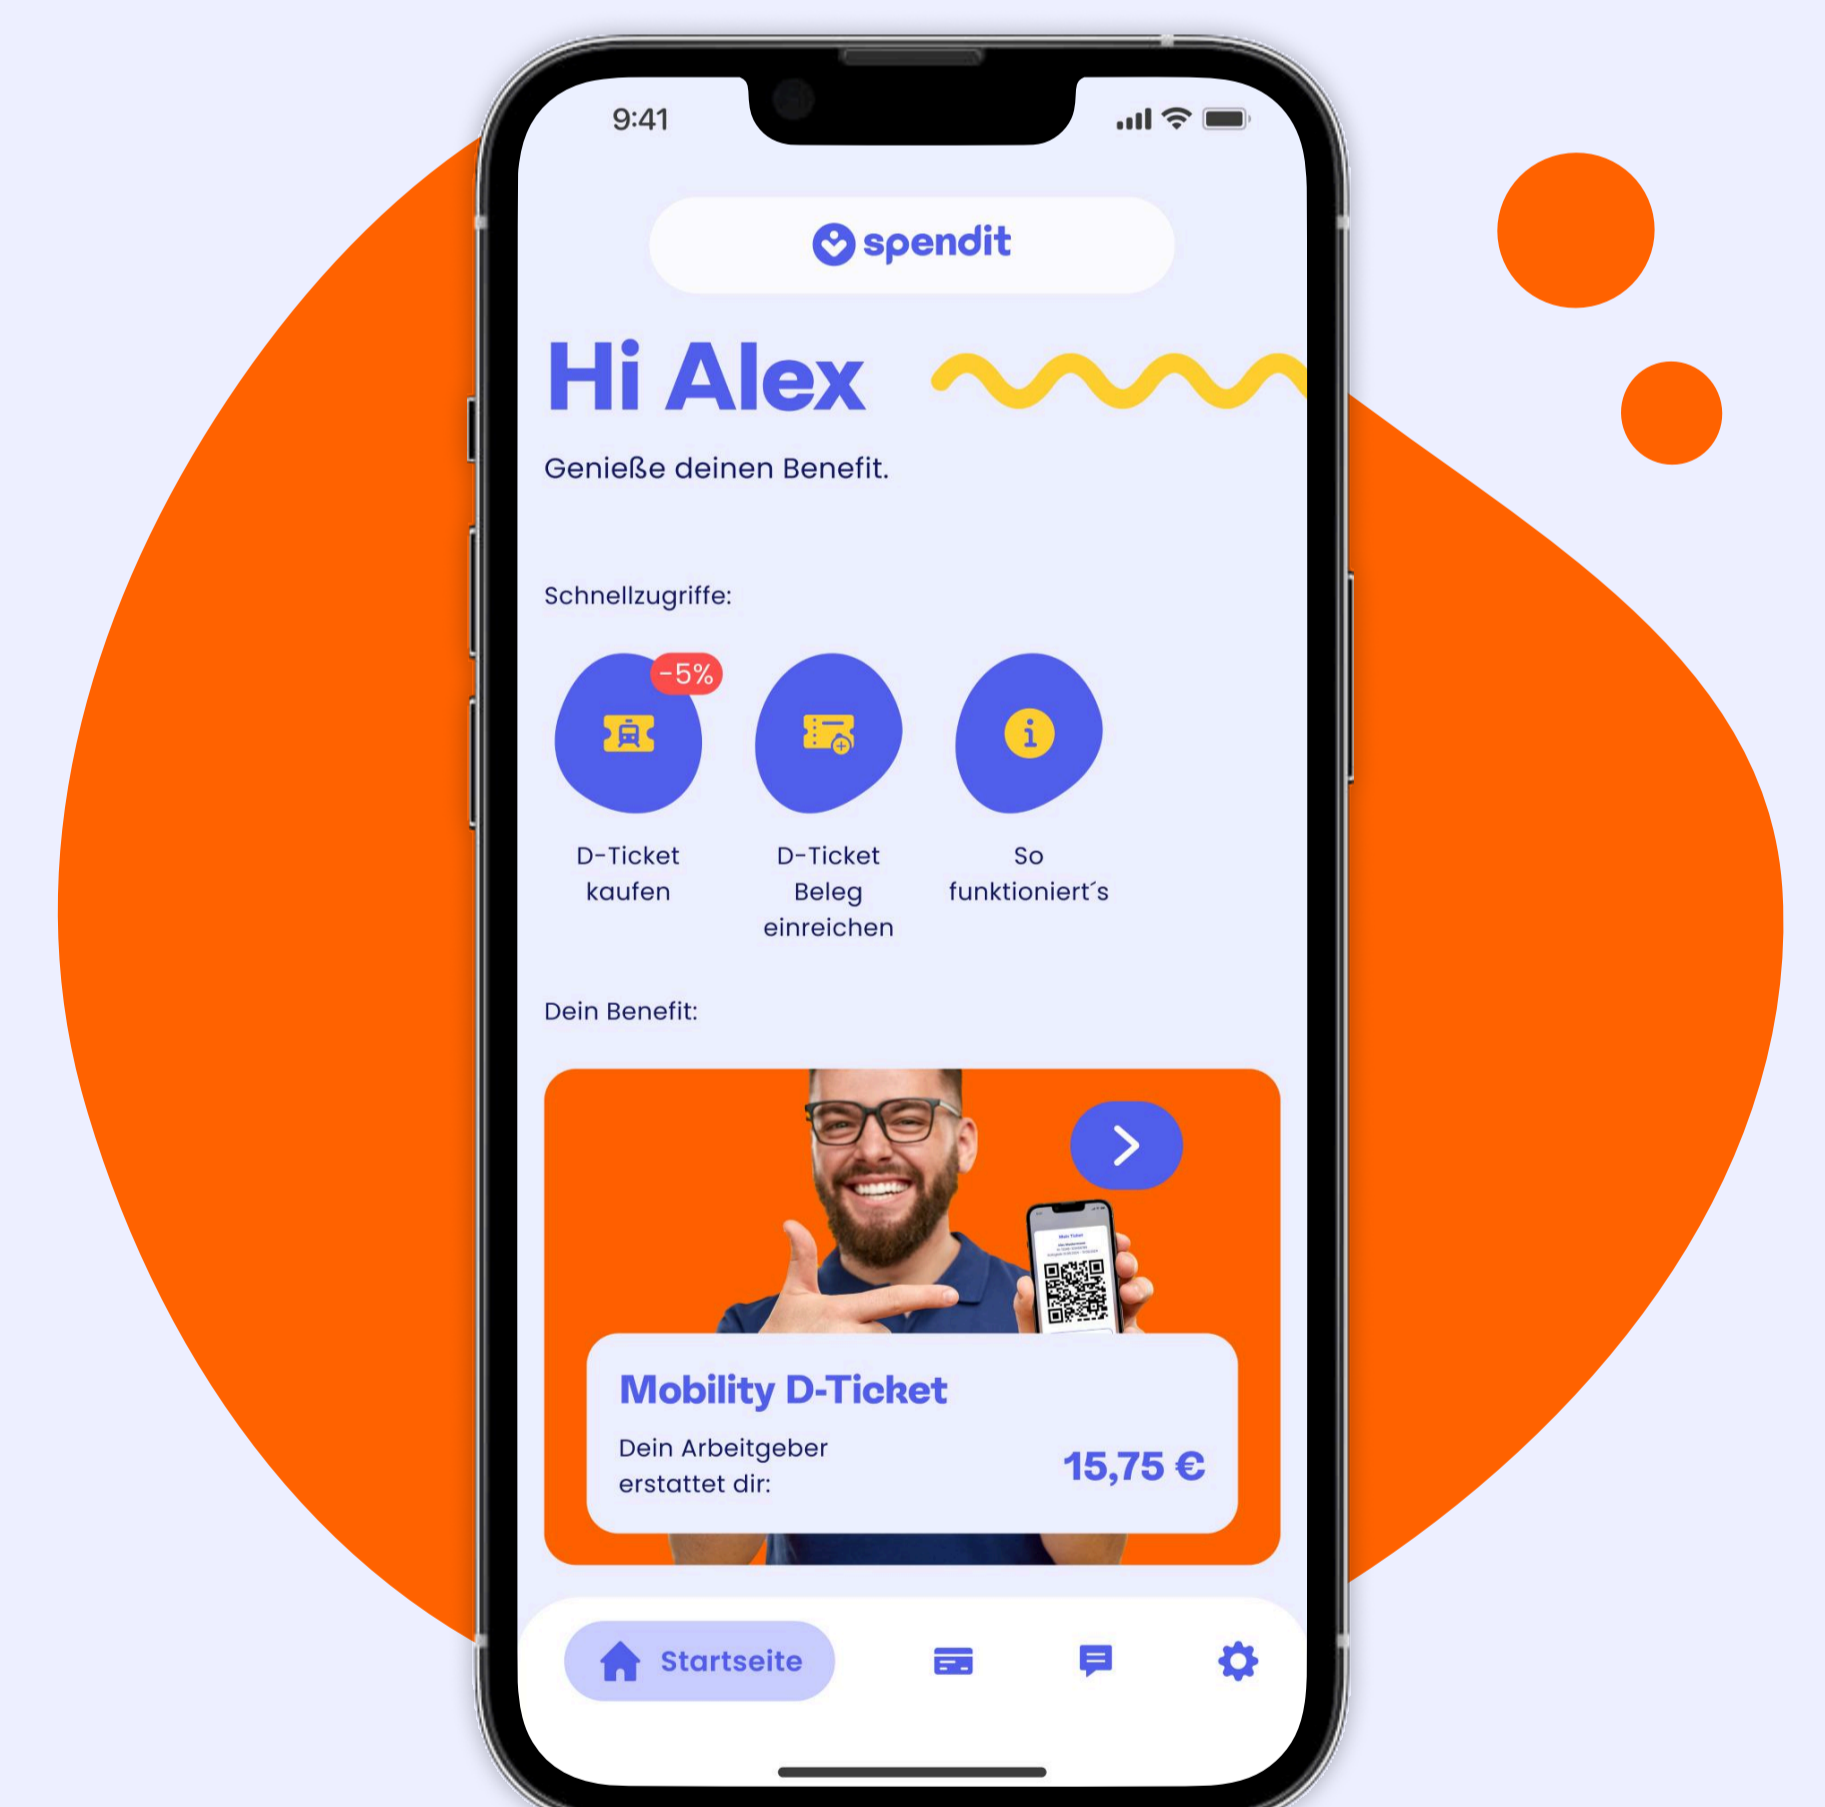 9:41
spendit
Hi Alex
Genieße deinen Benefit.
Schnellzugriffe:
-5%
D-Ticket
kaufen
D-Ticket
Beleg
einreichen
So
funktioniert´s
Dein Benefit:
Mobility D-Ticket
Dein Arbeitgeber
erstattet dir:
15,75 €
Startseite